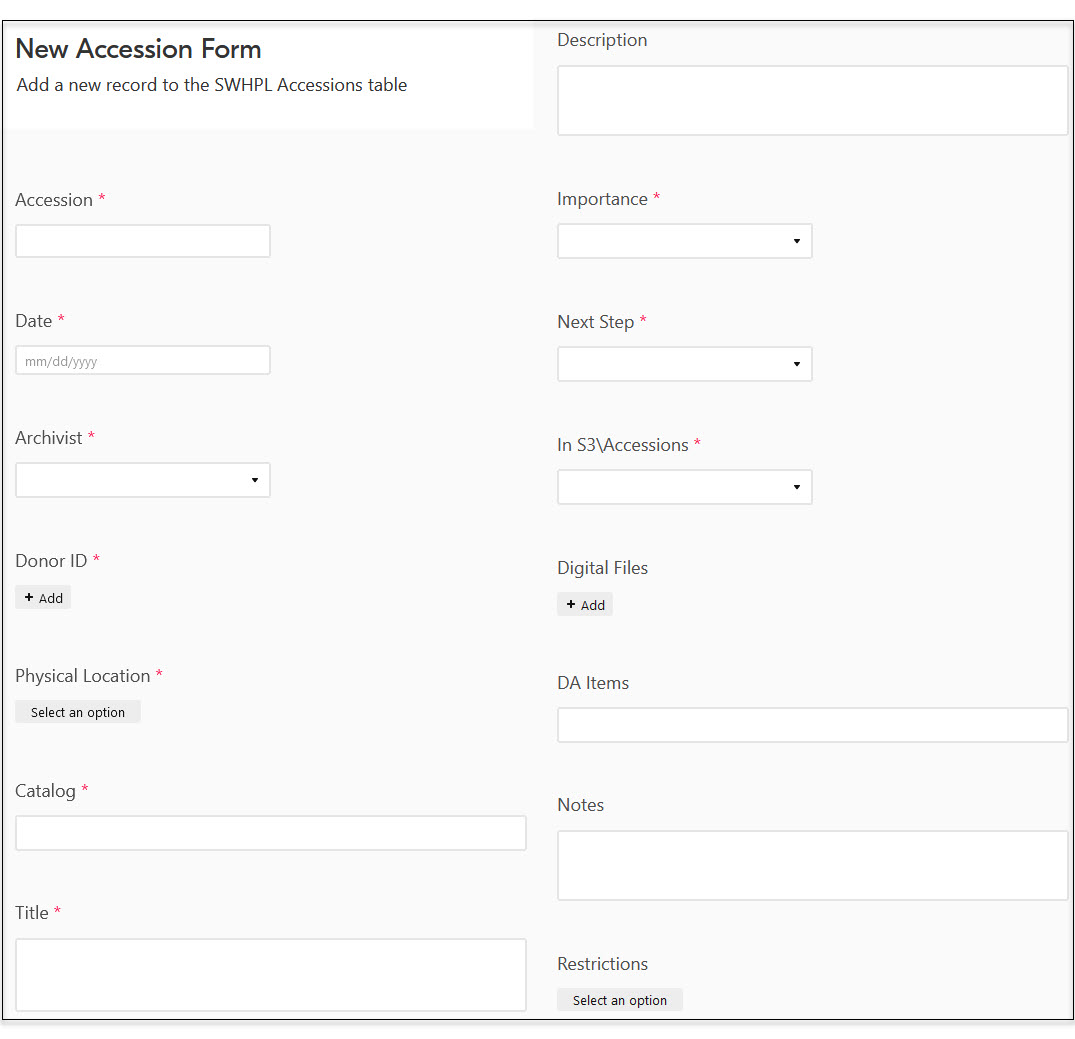 New Accession Form
Add a new record to the SWHPL Accessions table
Accession *
Date *
mm/dd/yyyy
Archivist *
Donor ID *
+ Add
Physical Location *
Select an option
Catalog *
Title *
Description
Importance *
Next Step *
In S3\Accessions *
Digital Files
+ Add
DA Items
Notes
Restrictions
Select an option